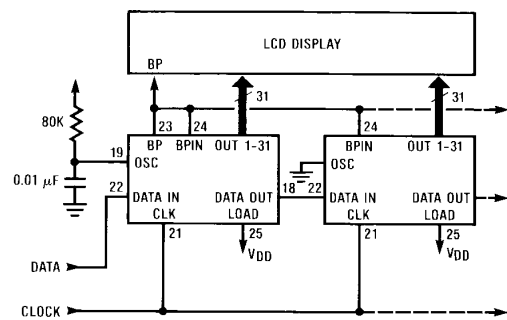 LCD DISPLAY
BP
31
31
80K
23
24
24
BP
BPIN
OUT 1-31
BPIN
OUT 1-31
19
OSC
OSC
0.01 μF
22
DATA IN
DATA OUT
18
22
DATA IN
DATA OUT
CLK
LOAD
CLK
LOAD
21
25
21
25
VDD
VDD
DATA
CLOCK